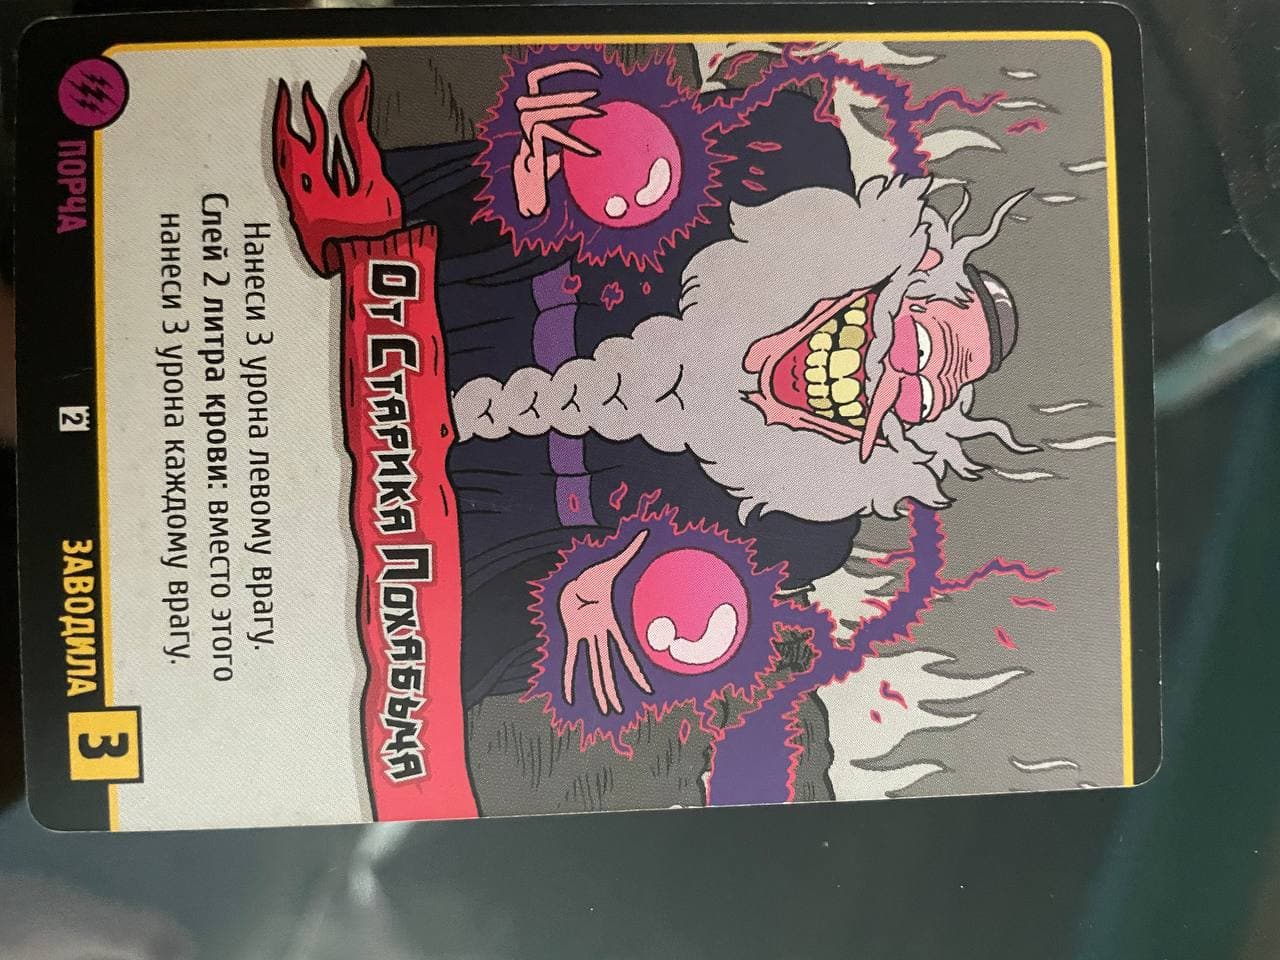 От Старика Похабыча
Нанеси 3 урона левому врагу.
Слей 2 литра крови: вместо этого
нанеси 3 урона каждому врагу.
ПОРЧА 2 ЗАВОДИЛА 3